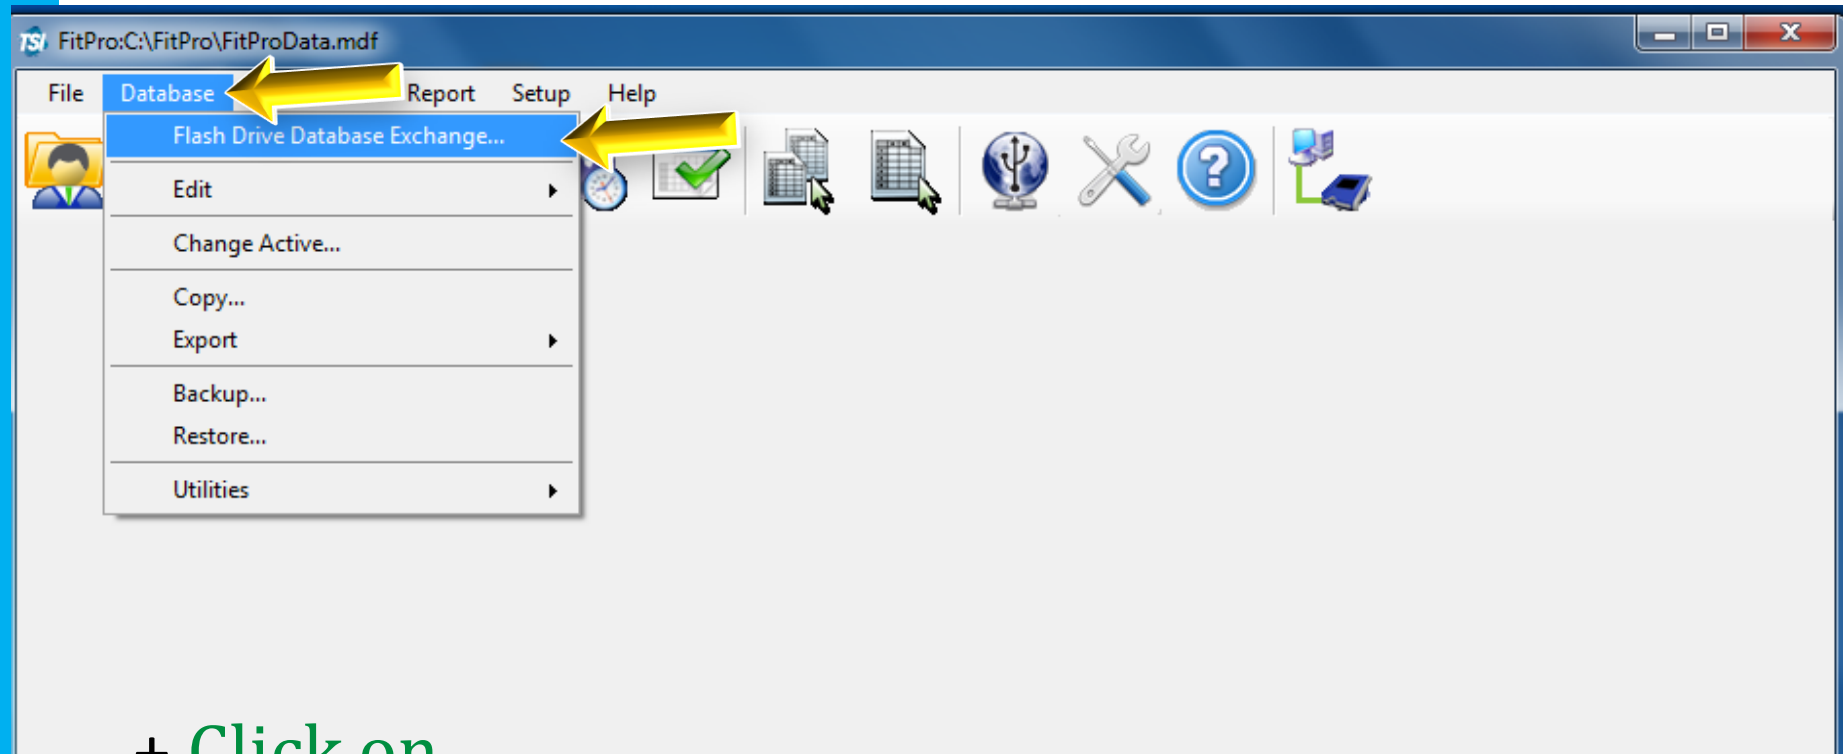 TSI FitPro:C:\FitPro\FitProData.mdf
File Database Report Setup Help
Flash Drive Database Exchange...
Edit
Change Active...
Copy...
Export
Backup...
Restore...
Utilities
+ Click on